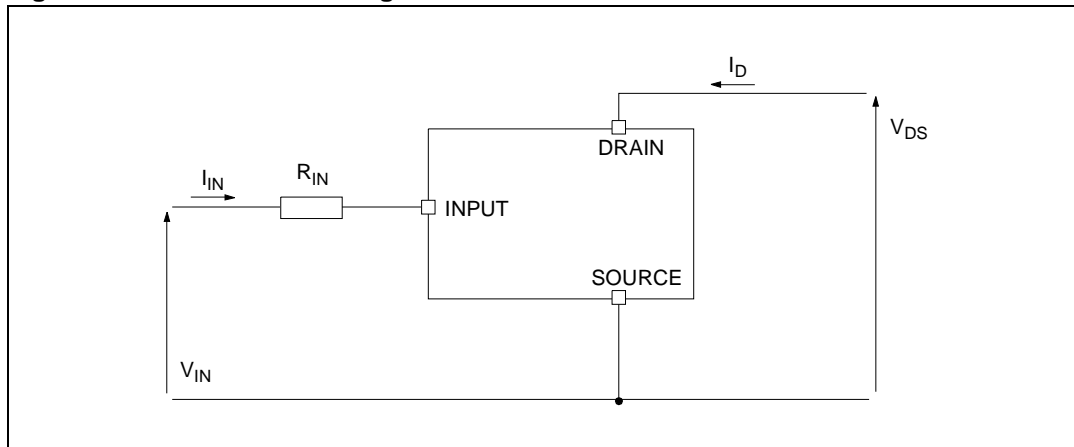 I_D
V_DS
DRAIN
I_IN
R_IN
INPUT
SOURCE
V_IN